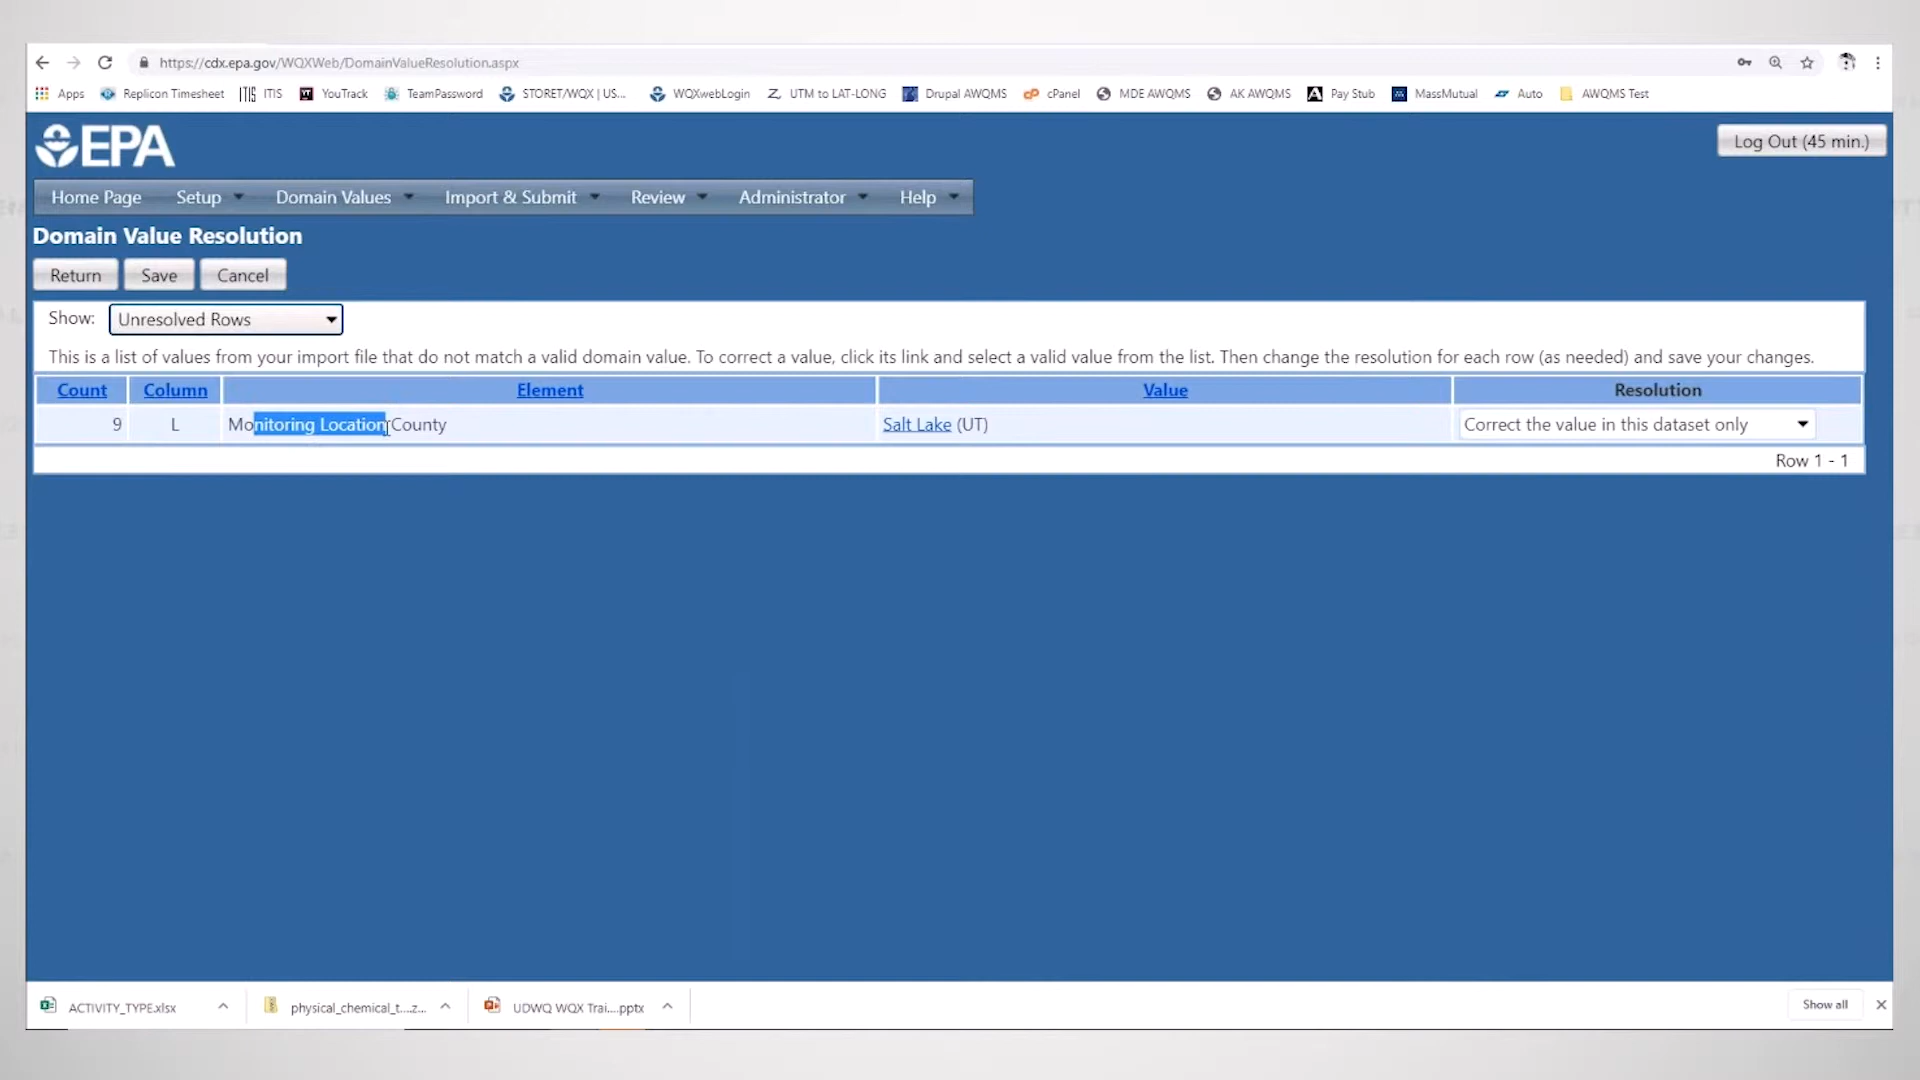 https://cdx.epa.gov/WQXWeb/DomainValueResolution.aspx
Apps Replicon Timesheet ITIS YouTrack TeamPassword STORET/WQX | US... WQXwebLogin UTM to LAT-LONG Drupal AWQMS cPanel MDE AWQMS AK AWQMS Pay Stub MassMutual Auto AWQMS Test
EPA
Log Out (45 min.)
Home Page Setup Domain Values Import & Submit Review Administrator Help
Domain Value Resolution
Return Save Cancel
Show: Unresolved Rows
This is a list of values from your import file that do not match a valid domain value. To correct a value, click its link and select a valid value from the list. Then change the resolution for each row (as needed) and save your changes.
Count Column Element Value Resolution
9 L Monitoring Location County Salt Lake (UT) Correct the value in this dataset only
Row 1 - 1
ACTIVITY_TYPE.xlsx physical_chemical_t....z... UDWQ WQX Trai....pptx Show all